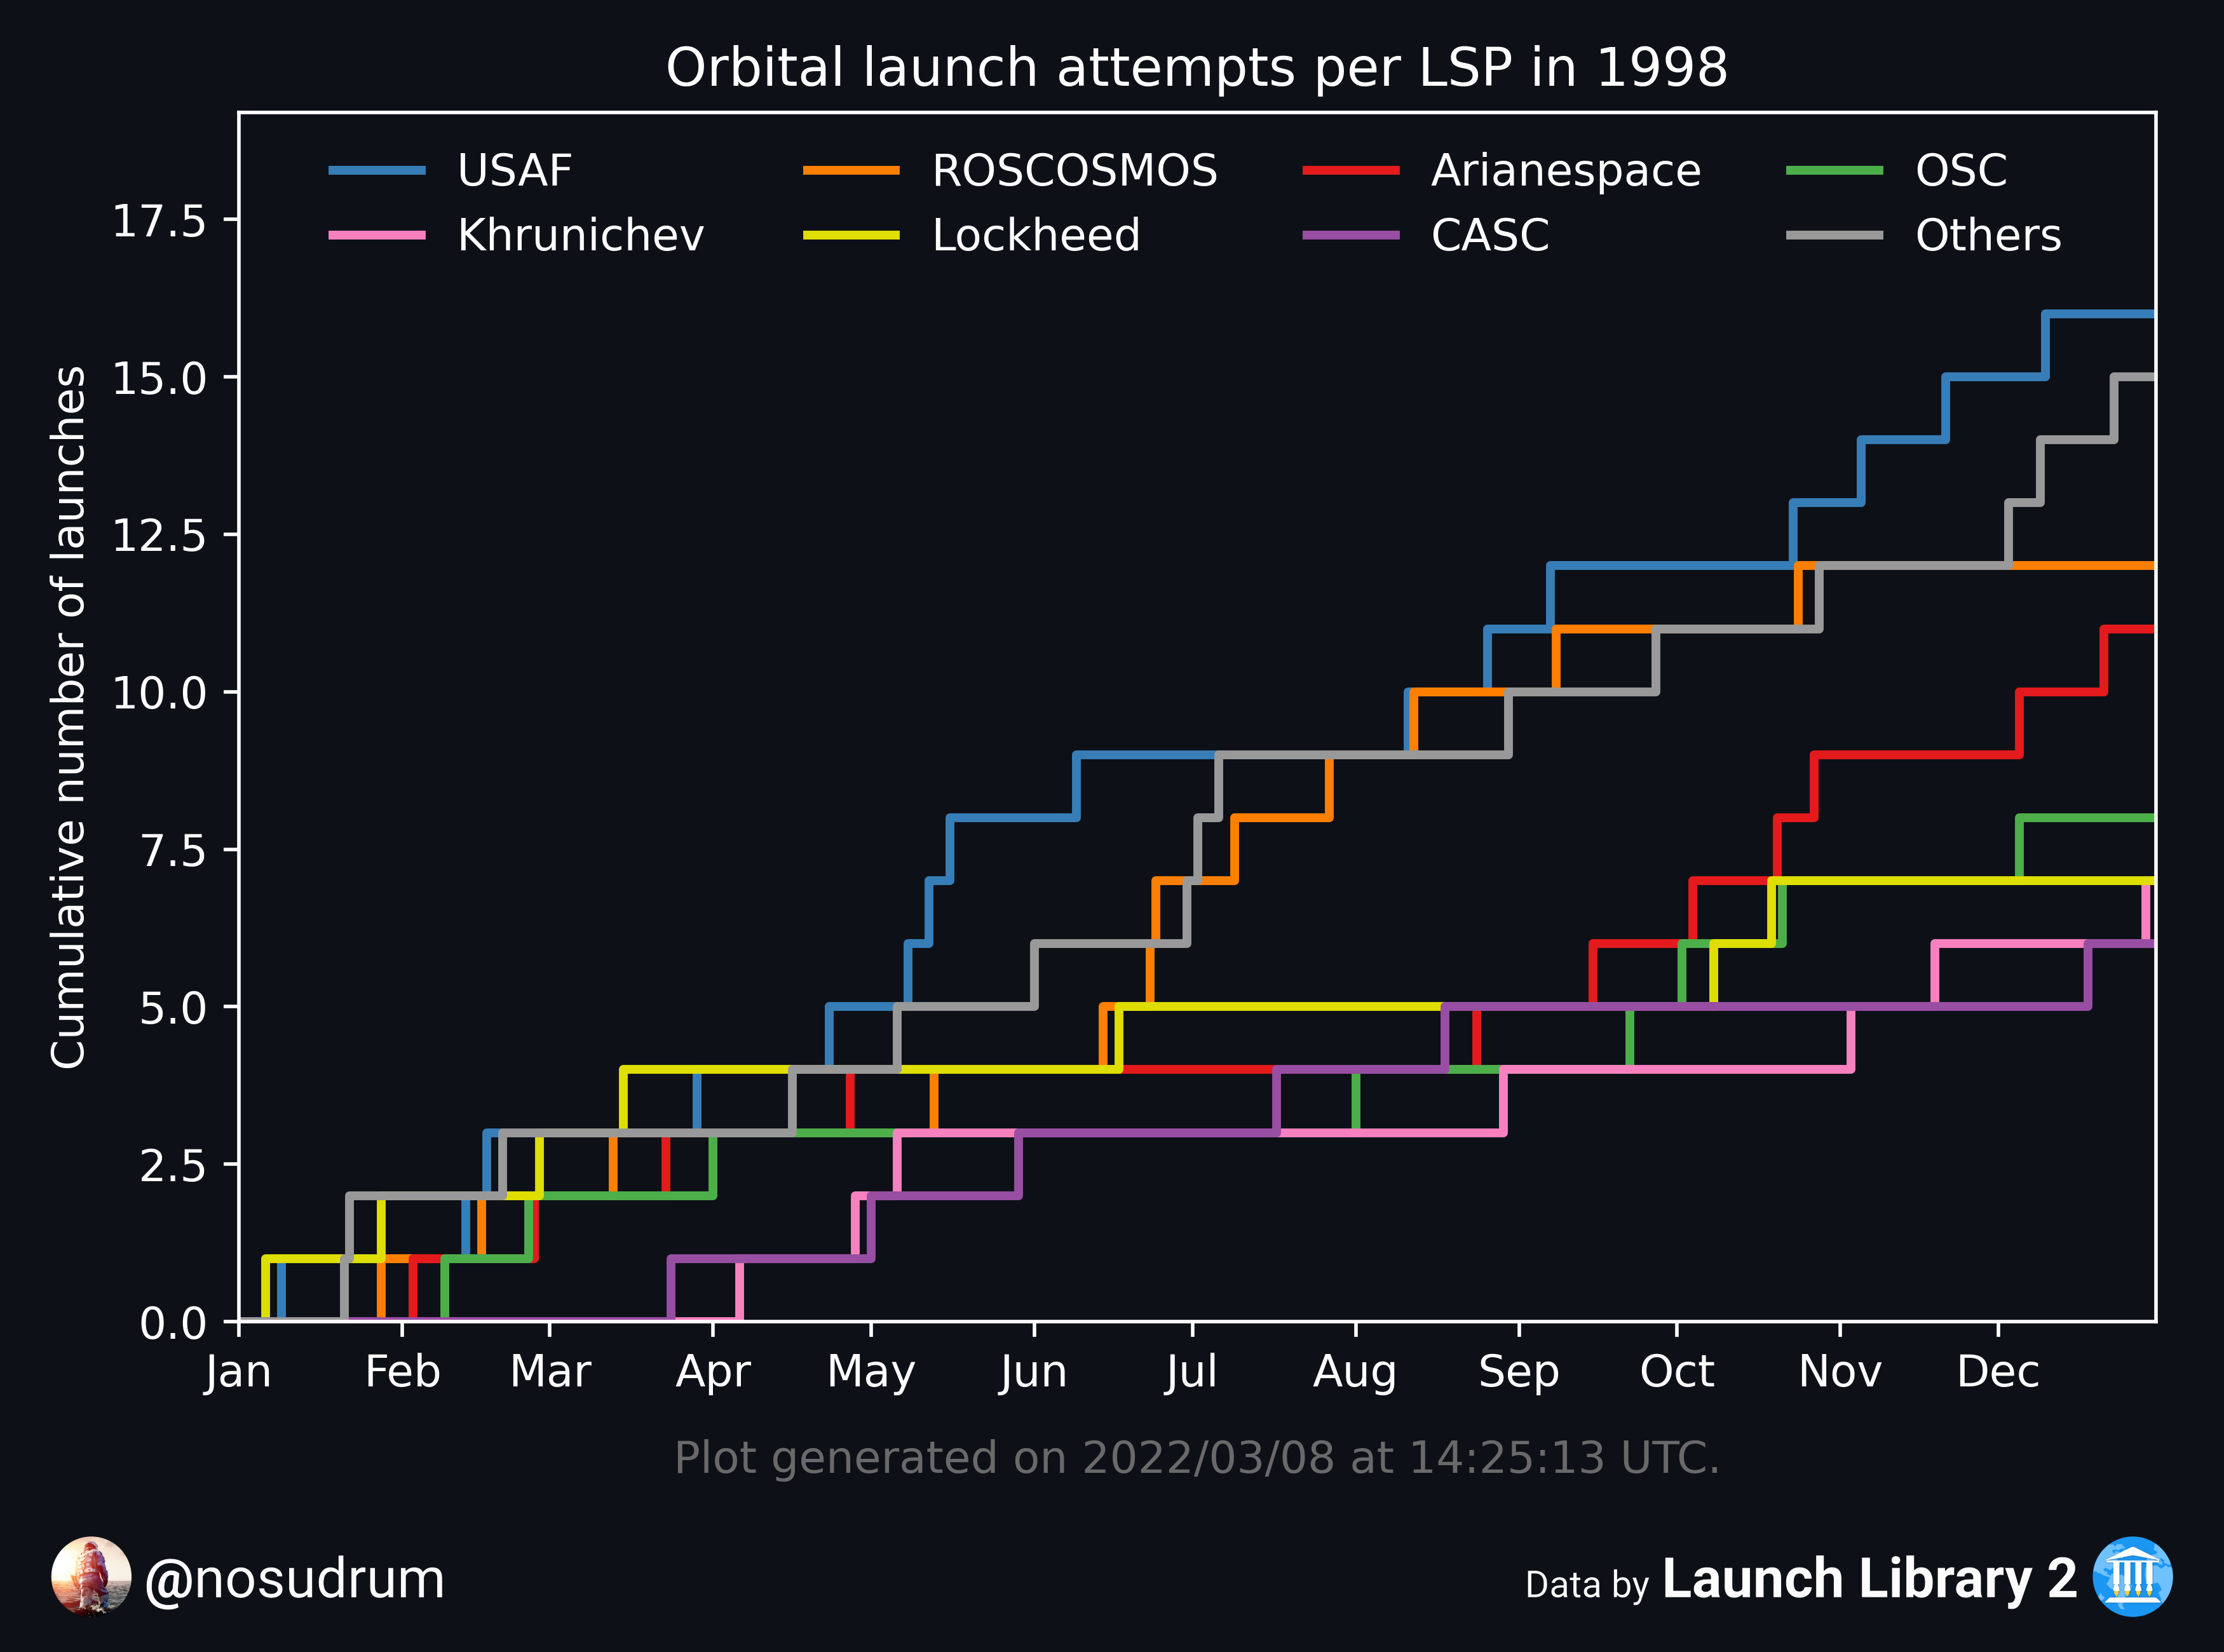 Orbital launch attempts per LSP in 1998
USAF ROSCOSMOS Arianespace OSC
Khrunichev Lockheed CASC Others
Cumulative number of launches
17.5
15.0
12.5
10.0
7.5
5.0
2.5
0.0
Jan Feb Mar Apr May Jun Jul Aug Sep Oct Nov Dec
Plot generated on 2022/03/08 at 14:25:13 UTC.
@nosudrum
Data by Launch Library 2